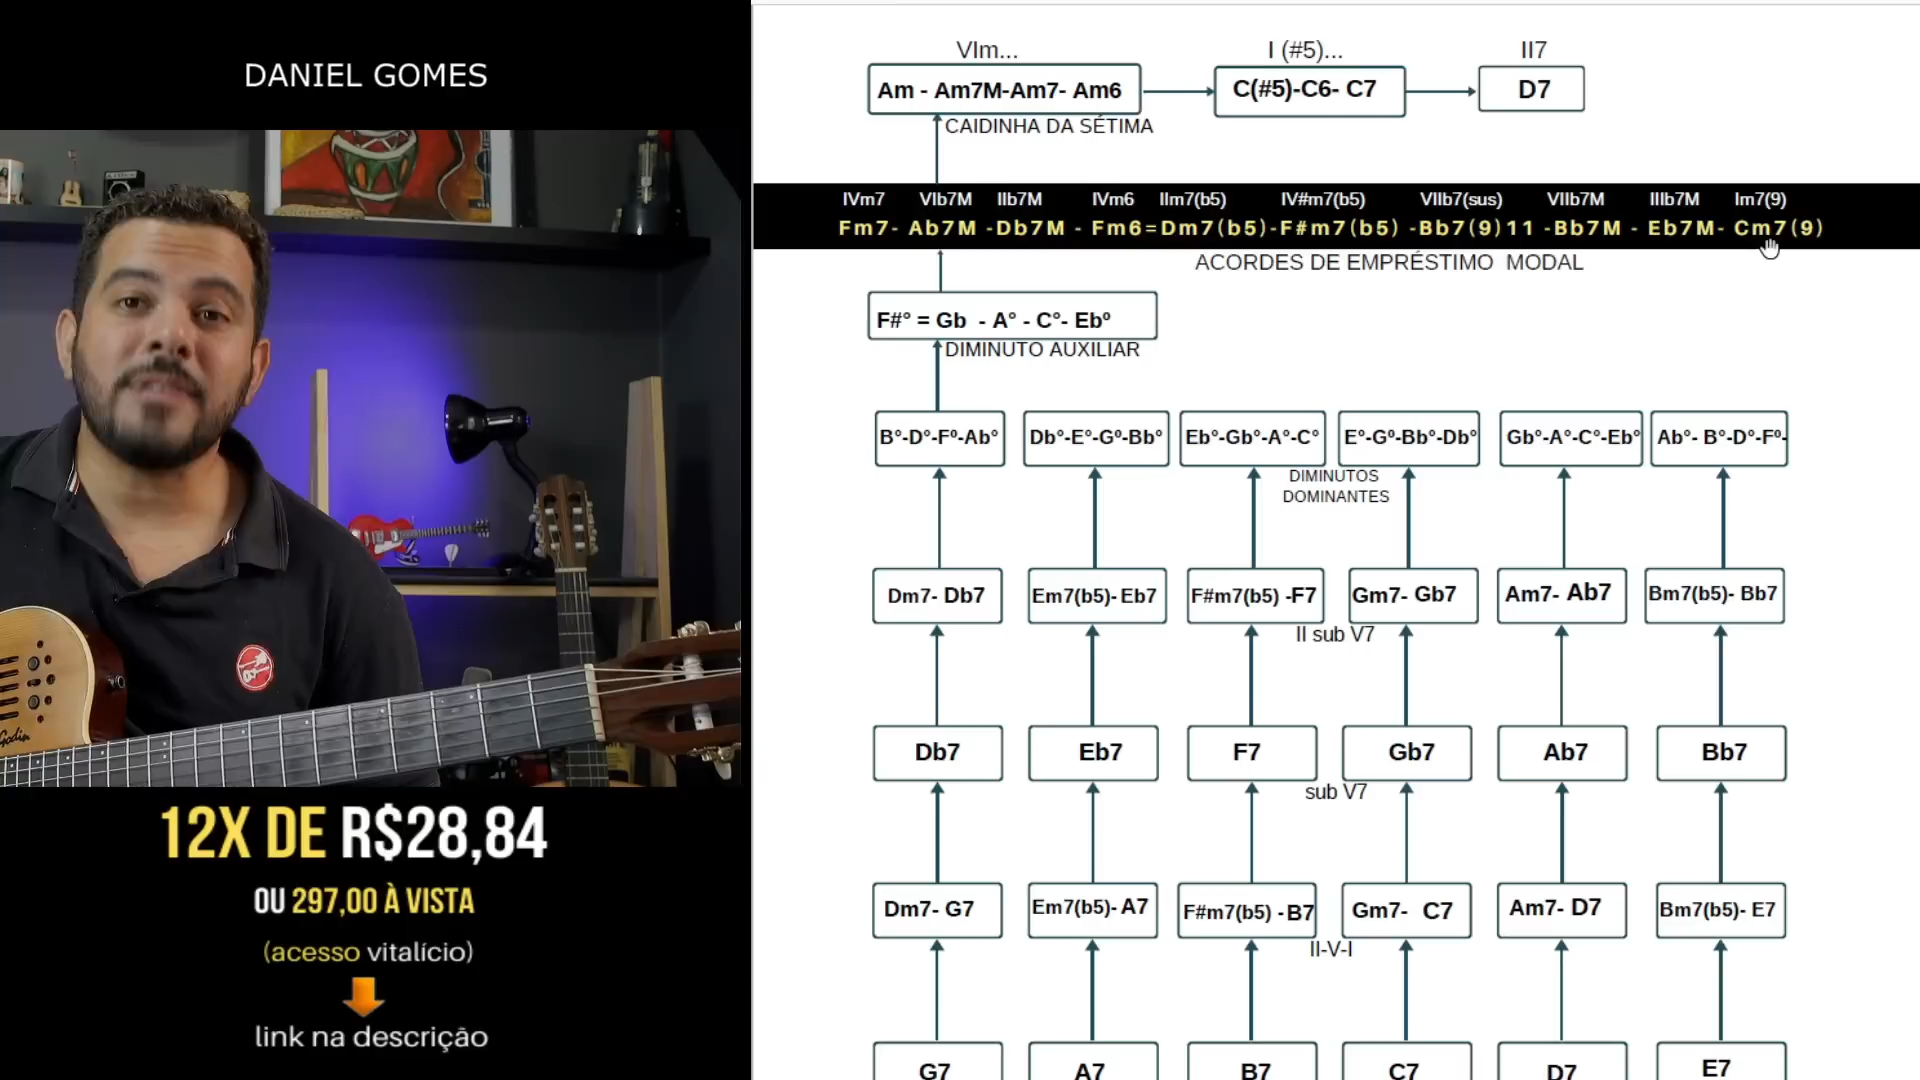 DANIEL GOMES
12X DE R$28,84
OU 297,00 À VISTA
(acesso vitalício)
link na descrição
VIm... I (#5)... II7
Am - Am7M-Am7- Am6 C(#5)-C6- C7 D7
CAIDINHA DA SÉTIMA
IVm7 VIb7M IIb7M IVm6 IIm7(b5) IV#m7(b5) VIIb7(sus) VIIb7M IIIb7M Im7(9)
Fm7- Ab7M -Db7M - Fm6=Dm7(b5)-F#m7(b5) -Bb7(9)11 -Bb7M - Eb7M- Cm7(9)
ACORDES DE EMPRÉSTIMO MODAL
F#° = Gb - A° - C°- Ebº
DIMINUTO AUXILIAR
B°-D°-Fº-Ab° Db°-E°-Gº-Bb° Eb°-Gb°-A°-C° E°-Gº-Bb°-Db° Gb°-A°-C°-Eb° Ab°- B°-D°-Fº-
DIMINUTOS
DOMINANTES
Dm7- Db7 Em7(b5)- Eb7 F#m7(b5) -F7 Gm7- Gb7 Am7- Ab7 Bm7(b5)- Bb7
II sub V7
Db7 Eb7 F7 Gb7 Ab7 Bb7
sub V7
Dm7- G7 Em7(b5)- A7 F#m7(b5) -B7 Gm7- C7 Am7- D7 Bm7(b5)- E7
II-V-I
G7 A7 B7 C7 D7 E7
Godin